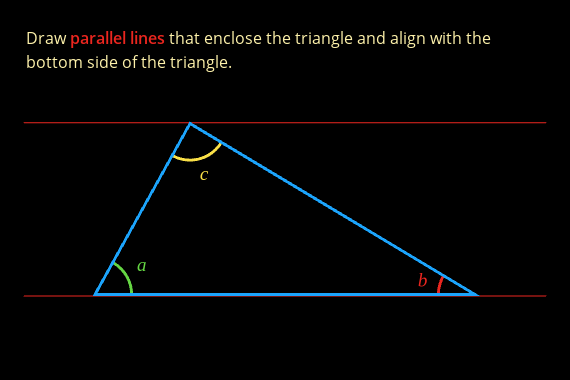 Draw parallel lines that enclose the triangle and align with the
bottom side of the triangle.
c
a
b